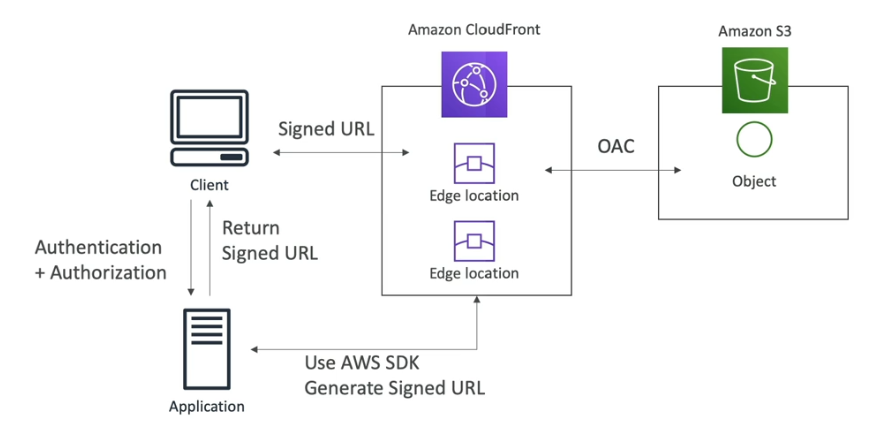 Amazon CloudFront
Amazon S3
Signed URL
OAC
Client
Edge location
Object
Return
Signed URL
Authentication
+ Authorization
Edge location
Use AWS SDK
Generate Signed URL
Application